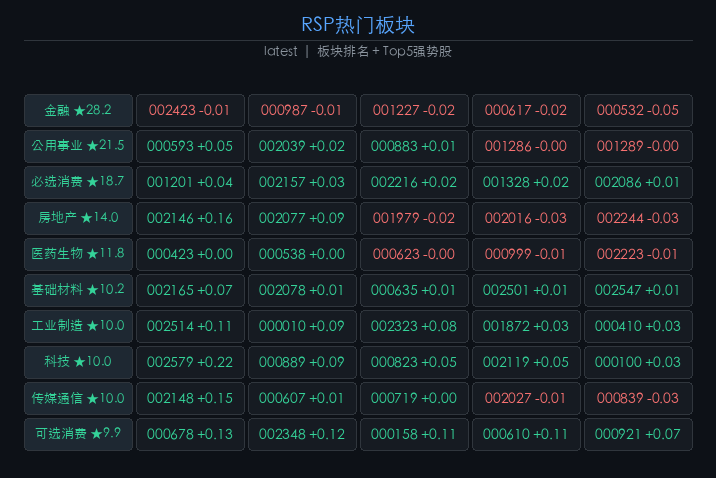 RSP热门板块
latest | 板块排名+Top5强势股
金融 ★28.2 002423 -0.01 000987 -0.01 001227 -0.02 000617 -0.02 000532 -0.05
公用事业 ★21.5 000593 +0.05 002039 +0.02 000883 +0.01 001286 -0.00 001289 -0.00
必选消费 ★18.7 001201 +0.04 002157 +0.03 002216 +0.02 001328 +0.02 002086 +0.01
房地产 ★14.0 002146 +0.16 002077 +0.09 001979 -0.02 002016 -0.03 002244 -0.03
医药生物 ★11.8 000423 +0.00 000538 +0.00 000623 -0.00 000999 -0.01 002223 -0.01
基础材料 ★10.2 002165 +0.07 002078 +0.01 000635 +0.01 002501 +0.01 002547 +0.01
工业制造 ★10.0 002514 +0.11 000010 +0.09 002323 +0.08 001872 +0.03 000410 +0.03
科技 ★10.0 002579 +0.22 000889 +0.09 000823 +0.05 002119 +0.05 000100 +0.03
传媒通信 ★10.0 002148 +0.15 000607 +0.01 000719 +0.00 002027 -0.01 000839 -0.03
可选消费 ★9.9 000678 +0.13 002348 +0.12 000158 +0.11 000610 +0.11 000921 +0.07